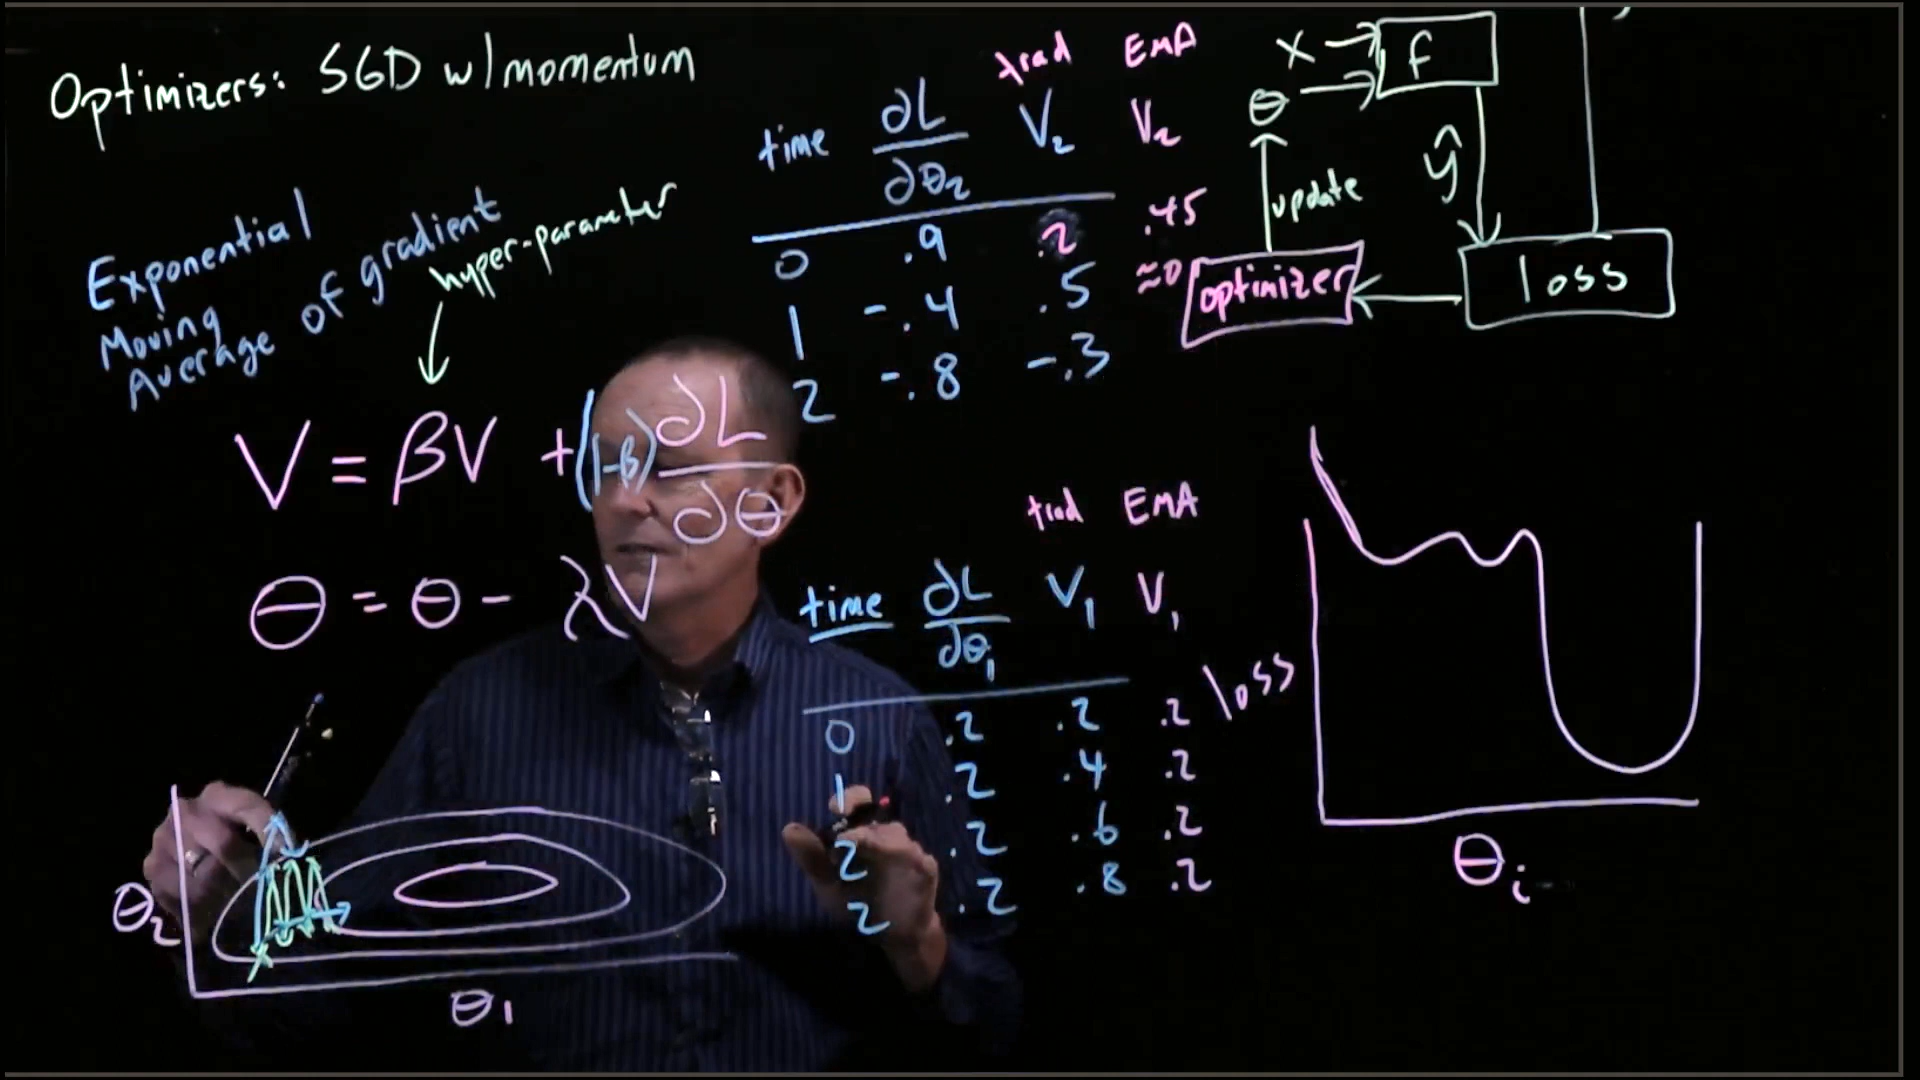 Optimizers: SGD w/momentum
Exponential
Moving
Average of gradient
hyper-parameter
V = βV + (1-β) ∂L/∂θ
θ = θ - λV
θ2
θ1
trad EMA
time ∂L/∂θ2 V2 V2
0 .9 .2 .45
1 -.4 .5 ≈0
2 -.8 -.3
x
θ
f
ŷ
update
optimizer
loss
trad EMA
time ∂L/∂θ1 V1 V1
0 .2 .2 .2
1 .2 .4 .2
2 .2 .6 .2
2 .2 .8 .2
loss
θi